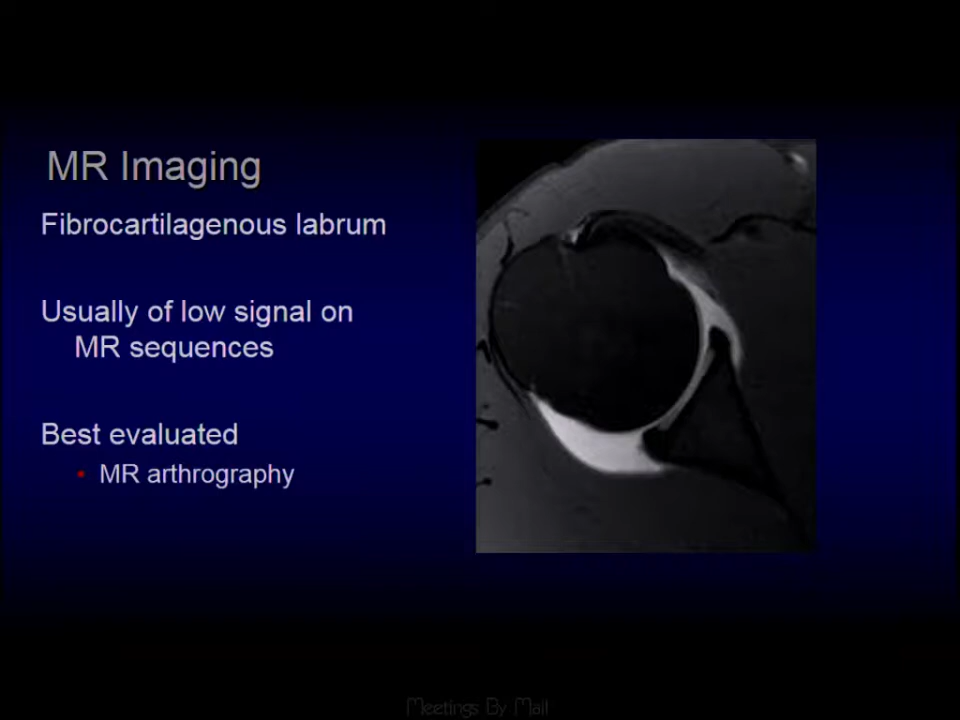 MR Imaging
Fibrocartilagenous labrum
Usually of low signal on
MR sequences
Best evaluated
• MR arthrography
Meetings By Mail